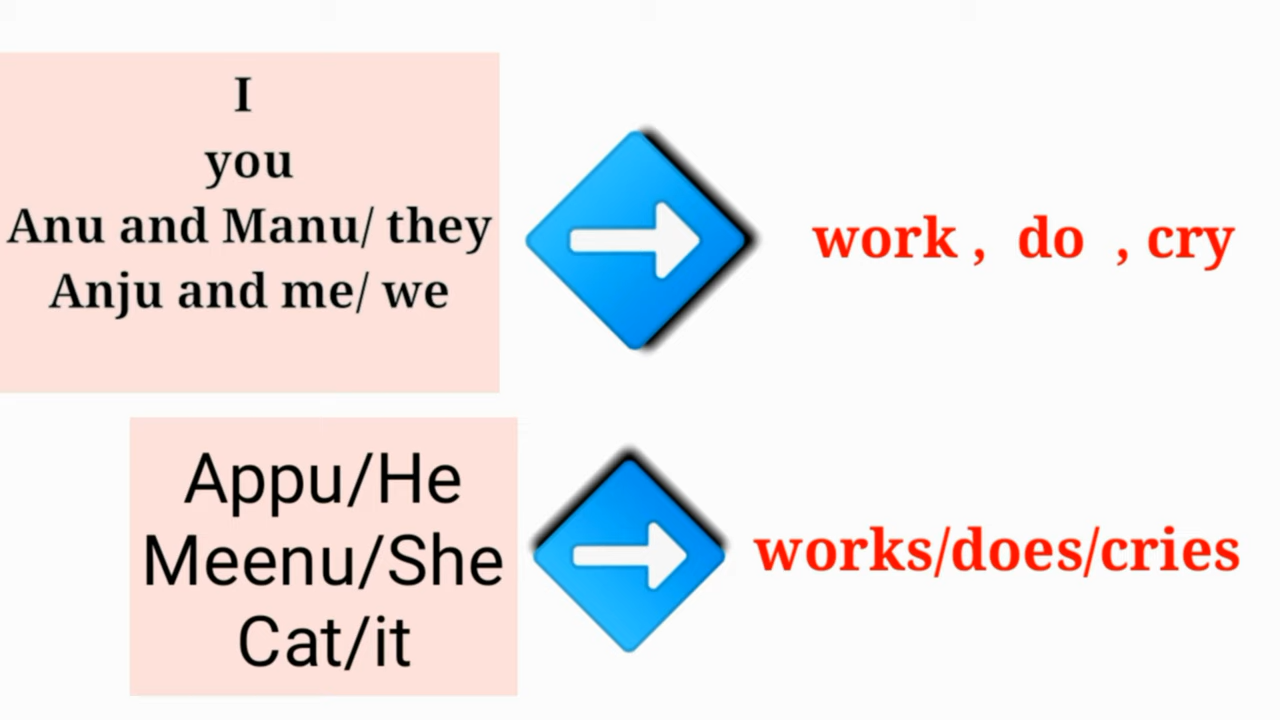 I
you
Anu and Manu/ they
Anju and me/ we
work , do , cry
Appu/He
Meenu/She
Cat/it
works/does/cries